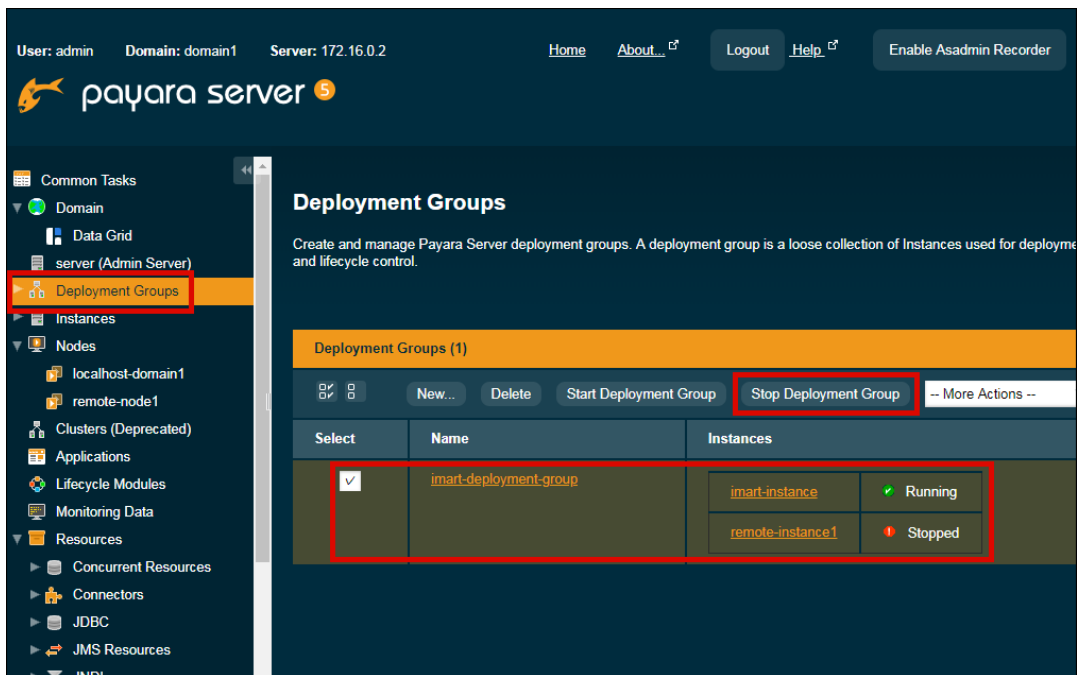 User: admin Domain: domain1 Server: 172.16.0.2 Home About... Logout Help Enable Asadmin Recorder
payara server 5
Common Tasks
Domain
Data Grid
server (Admin Server)
Deployment Groups
Instances
Nodes
localhost-domain1
remote-node1
Clusters (Deprecated)
Applications
Lifecycle Modules
Monitoring Data
Resources
Concurrent Resources
Connectors
JDBC
JMS Resources
JNDI
Deployment Groups
Create and manage Payara Server deployment groups. A deployment group is a loose collection of Instances used for deployme
and lifecycle control.
Deployment Groups (1)
New... Delete Start Deployment Group Stop Deployment Group -- More Actions --
Select Name Instances
imart-deployment-group
imart-instance Running
remote-instance1 Stopped